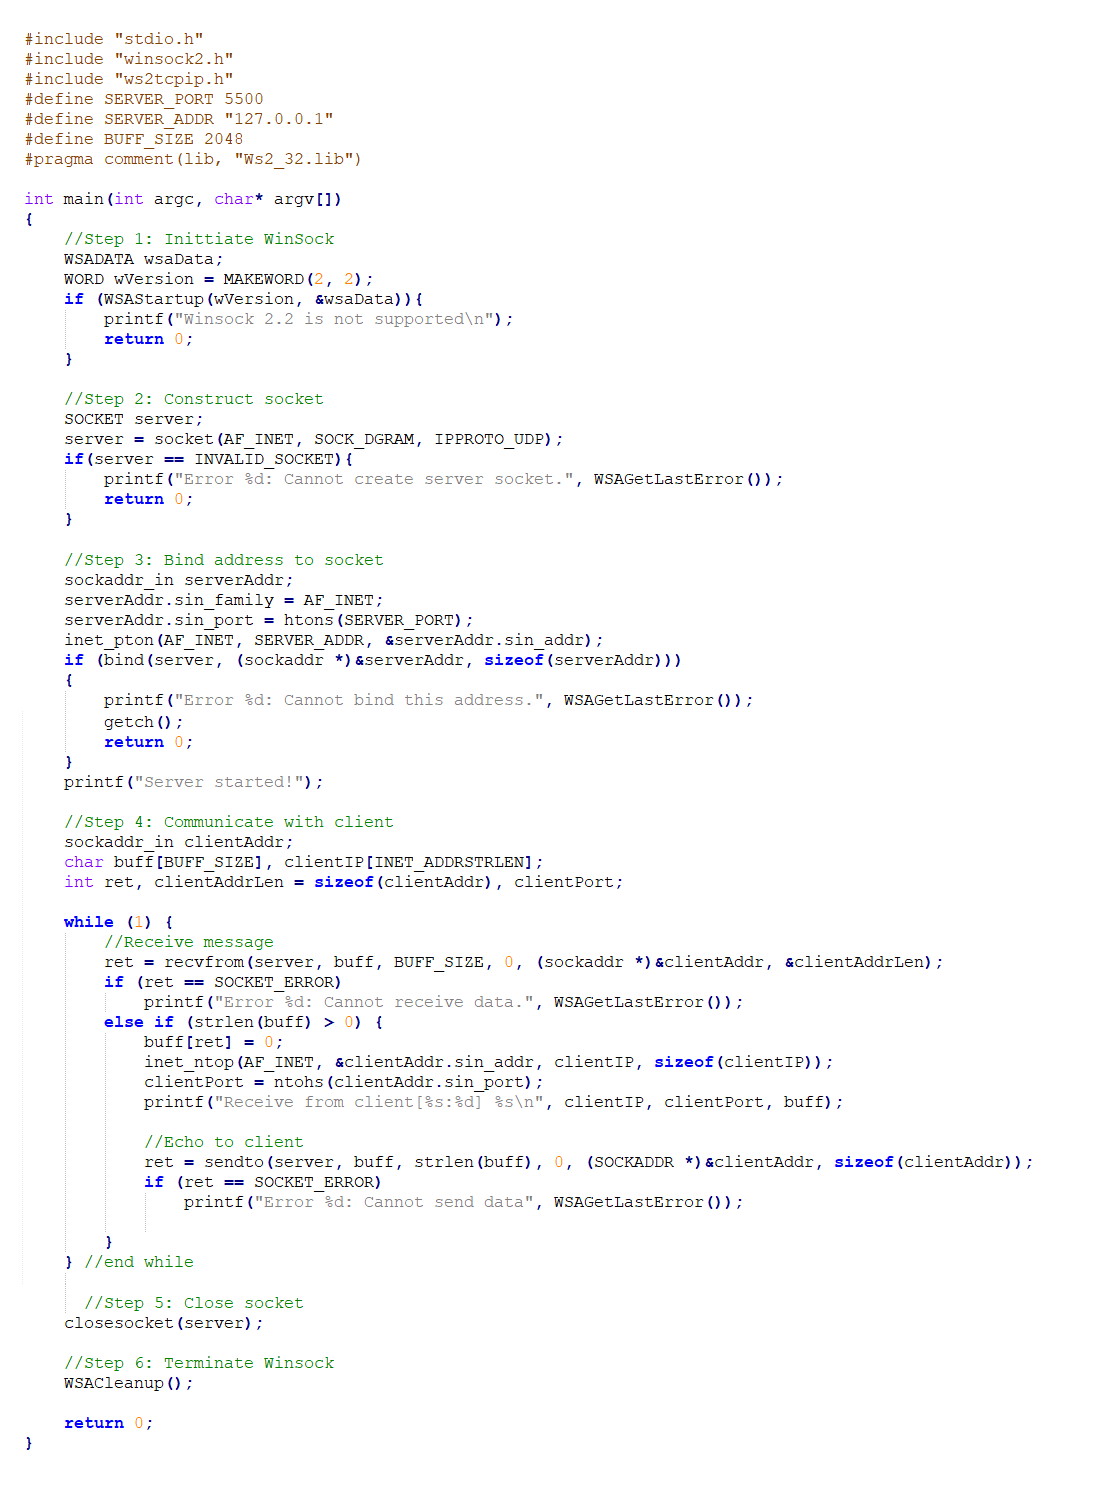 #include "stdio.h"
#include "winsock2.h"
#include "ws2tcpip.h"
#define SERVER_PORT 5500
#define SERVER_ADDR "127.0.0.1"
#define BUFF_SIZE 2048
#pragma comment(lib, "Ws2_32.lib")

int main(int argc, char* argv[])
{
    //Step 1: Inittiate WinSock
    WSADATA wsaData;
    WORD wVersion = MAKEWORD(2, 2);
    if (WSAStartup(wVersion, &wsaData)){
        printf("Winsock 2.2 is not supported\n");
        return 0;
    }

    //Step 2: Construct socket
    SOCKET server;
    server = socket(AF_INET, SOCK_DGRAM, IPPROTO_UDP);
    if(server == INVALID_SOCKET){
        printf("Error %d: Cannot create server socket.", WSAGetLastError());
        return 0;
    }

    //Step 3: Bind address to socket
    sockaddr_in serverAddr;
    serverAddr.sin_family = AF_INET;
    serverAddr.sin_port = htons(SERVER_PORT);
    inet_pton(AF_INET, SERVER_ADDR, &serverAddr.sin_addr);
    if (bind(server, (sockaddr *)&serverAddr, sizeof(serverAddr)))
    {
        printf("Error %d: Cannot bind this address.", WSAGetLastError());
        getch();
        return 0;
    }
    printf("Server started!");

    //Step 4: Communicate with client
    sockaddr_in clientAddr;
    char buff[BUFF_SIZE], clientIP[INET_ADDRSTRLEN];
    int ret, clientAddrLen = sizeof(clientAddr), clientPort;

    while (1) {
        //Receive message
        ret = recvfrom(server, buff, BUFF_SIZE, 0, (sockaddr *)&clientAddr, &clientAddrLen);
        if (ret == SOCKET_ERROR)
            printf("Error %d: Cannot receive data.", WSAGetLastError());
        else if (strlen(buff) > 0) {
            buff[ret] = 0;
            inet_ntop(AF_INET, &clientAddr.sin_addr, clientIP, sizeof(clientIP));
            clientPort = ntohs(clientAddr.sin_port);
            printf("Receive from client[%s:%d] %s\n", clientIP, clientPort, buff);

            //Echo to client
            ret = sendto(server, buff, strlen(buff), 0, (SOCKADDR *)&clientAddr, sizeof(clientAddr));
            if (ret == SOCKET_ERROR)
                printf("Error %d: Cannot send data", WSAGetLastError());

        }
    } //end while

      //Step 5: Close socket
    closesocket(server);

    //Step 6: Terminate Winsock
    WSACleanup();

    return 0;
}